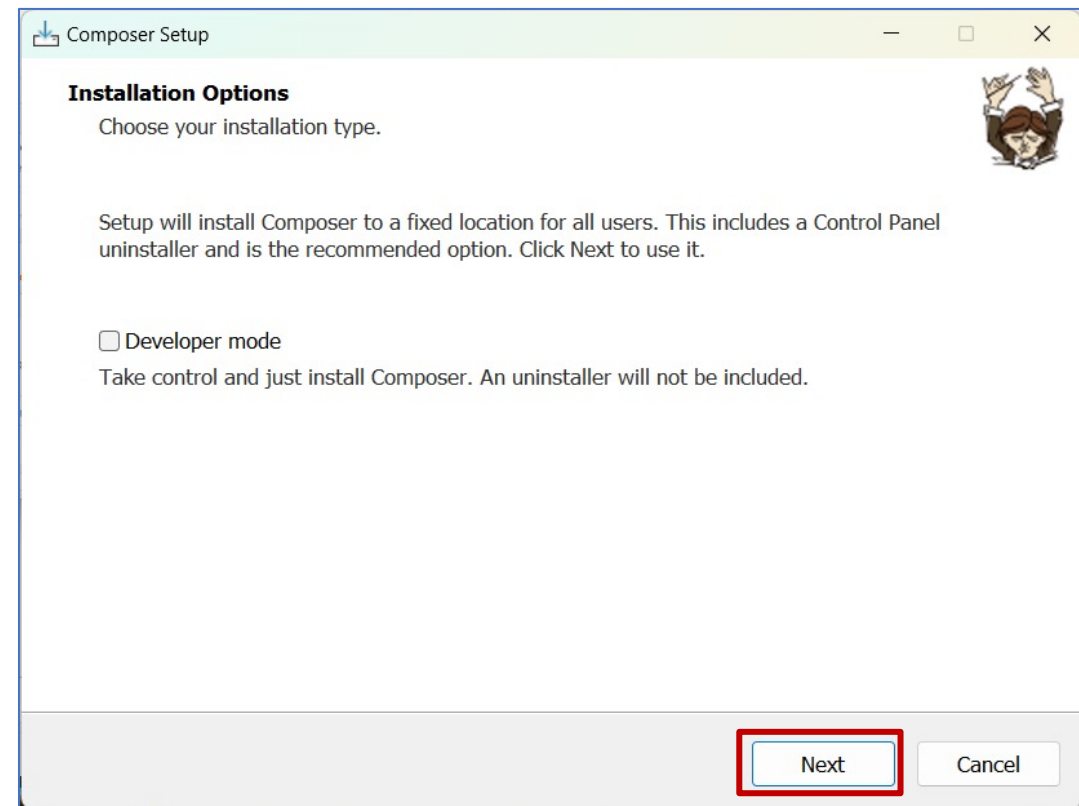 Composer Setup
Installation Options
Choose your installation type.
Setup will install Composer to a fixed location for all users. This includes a Control Panel
uninstaller and is the recommended option. Click Next to use it.
Developer mode
Take control and just install Composer. An uninstaller will not be included.
Next
Cancel